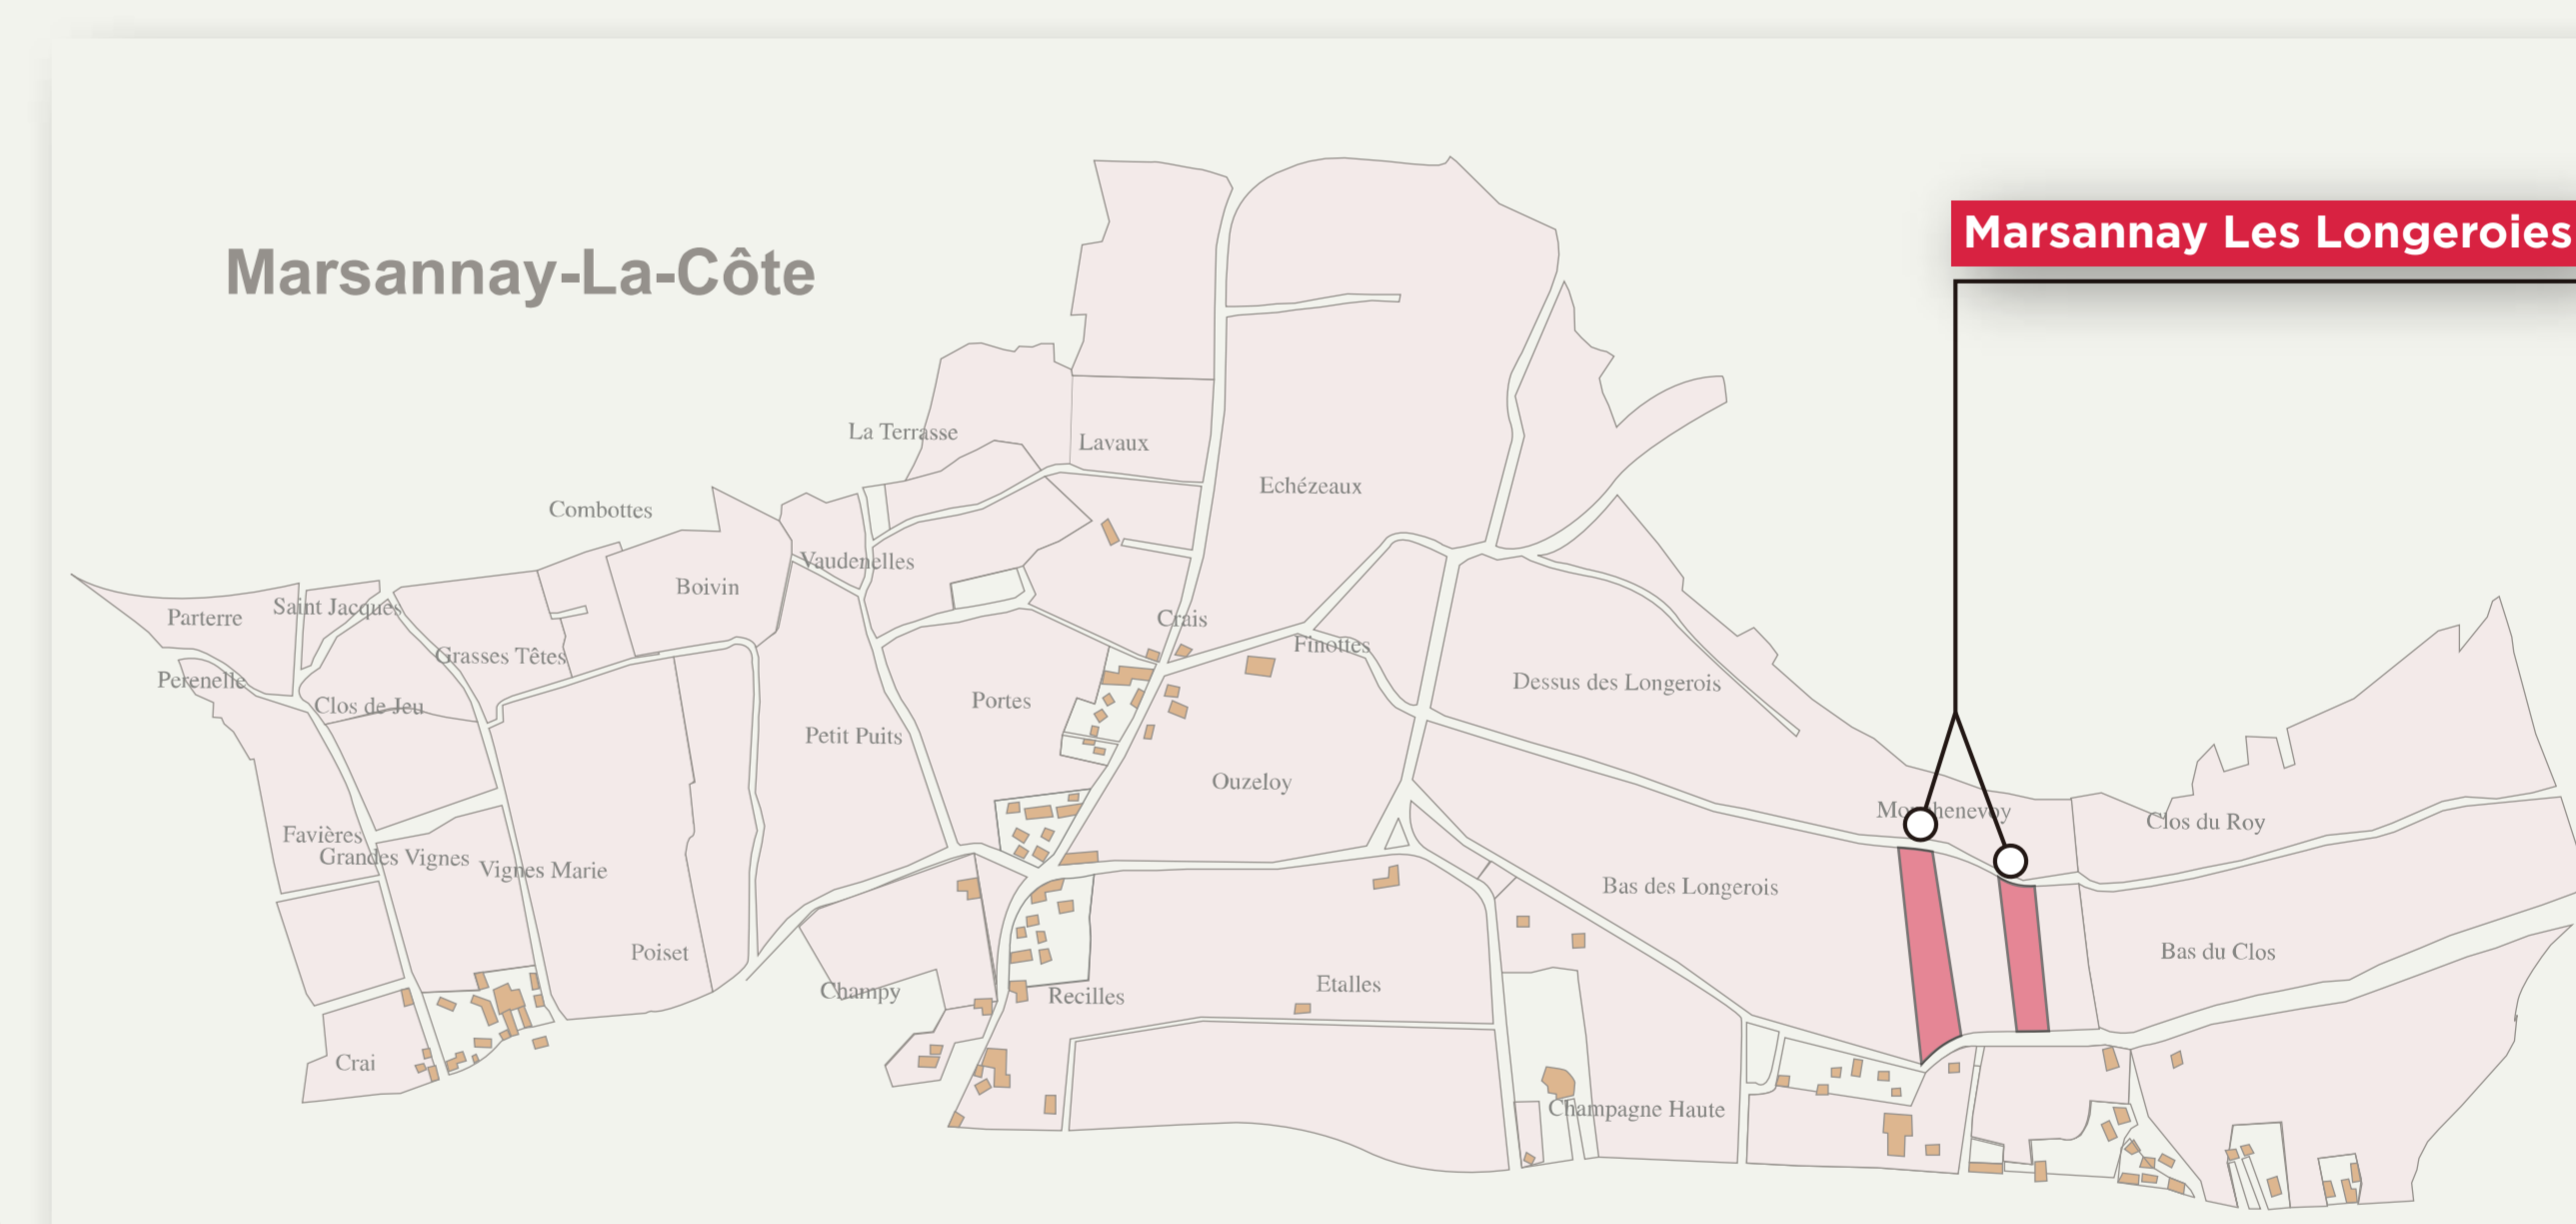 Marsannay Les Longeroies
Marsannay-La-Côte
La Terrasse
Lavaux
Echézeaux
Combottes
Vaudenelles
Boivin
Parterre
Saint Jacques
Crais
Finottes
Grasses Têtes
Perenelle
Clos de Jeu
Portes
Dessus des Longerois
Petit Puits
Ouzeloy
Monchenevoy
Clos du Roy
Favières
Grandes Vignes
Vignes Marie
Bas des Longerois
Poiset
Bas du Clos
Champy
Recilles
Etalles
Crai
Champagne Haute